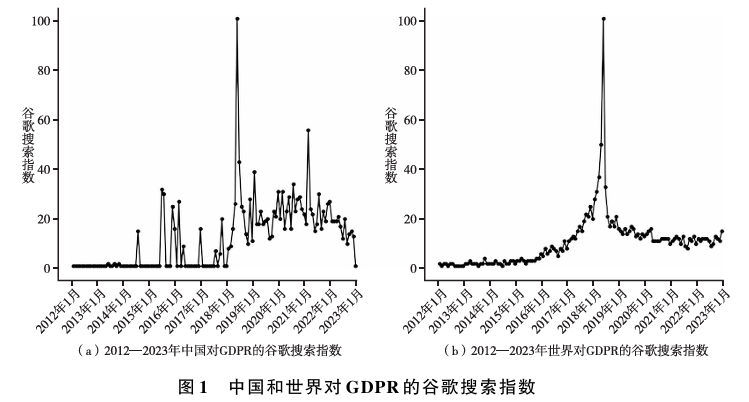 100
80
60
40
20
0
谷歌搜索指数
2012年1月
2013年1月
2014年1月
2015年1月
2016年1月
2017年1月
2018年1月
2019年1月
2020年1月
2021年1月
2022年1月
2023年1月
(a) 2012—2023年中国对GDPR的谷歌搜索指数
100
80
60
40
20
0
谷歌搜索指数
2012年1月
2013年1月
2014年1月
2015年1月
2016年1月
2017年1月
2018年1月
2019年1月
2020年1月
2021年1月
2022年1月
2023年1月
(b) 2012—2023年世界对GDPR的谷歌搜索指数
图1 中国和世界对GDPR的谷歌搜索指数